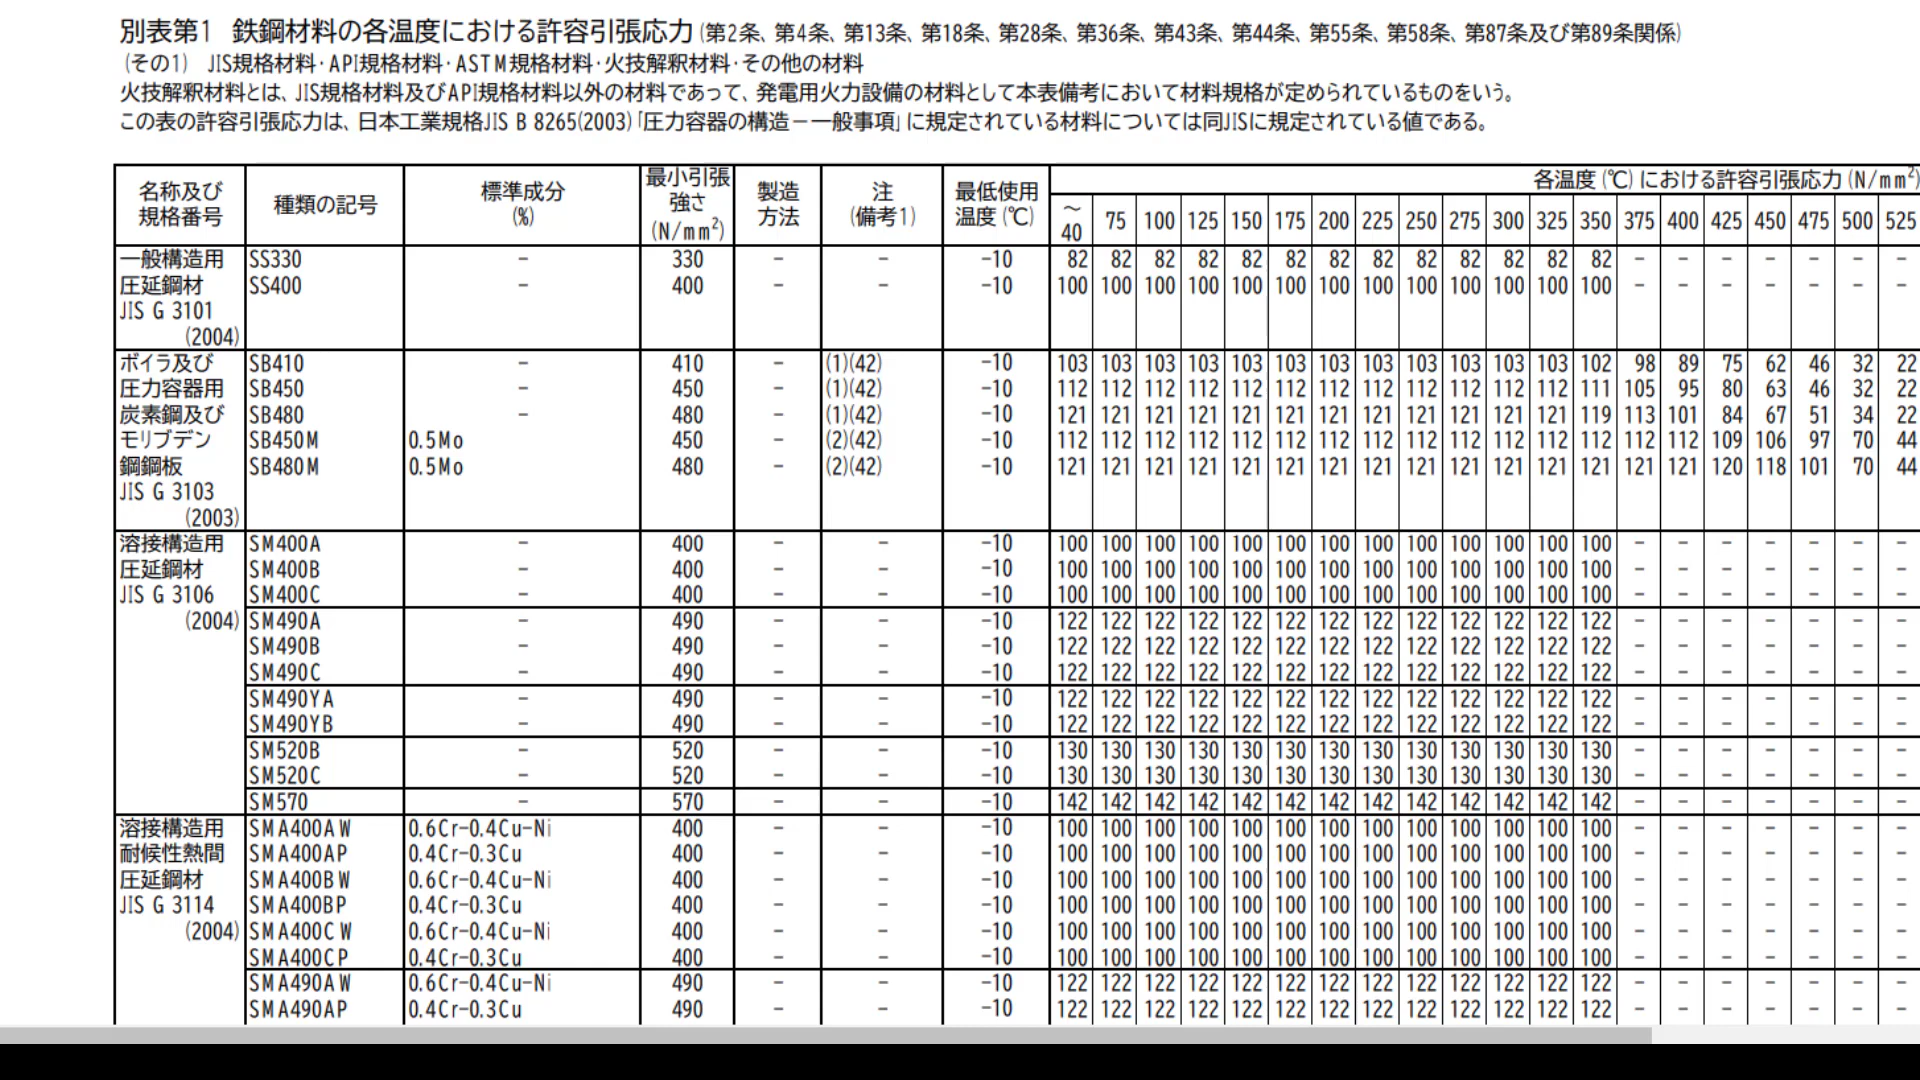 別表第1 鉄鋼材料の各温度における許容引張応力(第2条、第4条、第13条、第18条、第28条、第36条、第43条、第44条、第55条、第58条、第87条及び第89条関係)
(その1) JIS規格材料・API規格材料・ASTM規格材料・火技解釈材料・その他の材料
火技解釈材料とは、JIS規格材料及びAPI規格材料以外の材料であって、発電用火力設備の材料として本表備考において材料規格が定められているものをいう。
この表の許容引張応力は、日本工業規格JIS B 8265(2003)「圧力容器の構造-一般事項」に規定されている材料については同JISに規定されている値である。
名称及び規格番号 種類の記号 標準成分(%) 最小引張強さ(N/mm²) 製造方法 注(備考1) 最低使用温度(℃) 各温度(℃)における許容引張応力(N/mm²)
~40 75 100 125 150 175 200 225 250 275 300 325 350 375 400 425 450 475 500 525
一般構造用 SS330 - 330 - - -10 82 82 82 82 82 82 82 82 82 82 82 82 82 - - - - - - -
圧延鋼材 SS400 - 400 - - -10 100 100 100 100 100 100 100 100 100 100 100 100 100 - - - - - - -
JIS G 3101
(2004)
ボイラ及び SB410 - 410 - (1)(42) -10 103 103 103 103 103 103 103 103 103 103 103 103 102 98 89 75 62 46 32 22
圧力容器用 SB450 - 450 - (1)(42) -10 112 112 112 112 112 112 112 112 112 112 112 112 111 105 95 80 63 46 32 22
炭素鋼及び SB480 - 480 - (1)(42) -10 121 121 121 121 121 121 121 121 121 121 121 121 119 113 101 84 67 51 34 22
モリブデン SB450M 0.5Mo 450 - (2)(42) -10 112 112 112 112 112 112 112 112 112 112 112 112 112 112 112 109 106 97 70 44
鋼鋼板 SB480M 0.5Mo 480 - (2)(42) -10 121 121 121 121 121 121 121 121 121 121 121 121 121 121 121 120 118 101 70 44
JIS G 3103
(2003)
溶接構造用 SM400A - 400 - - -10 100 100 100 100 100 100 100 100 100 100 100 100 100 - - - - - - -
圧延鋼材 SM400B - 400 - - -10 100 100 100 100 100 100 100 100 100 100 100 100 100 - - - - - - -
JIS G 3106 SM400C - 400 - - -10 100 100 100 100 100 100 100 100 100 100 100 100 100 - - - - - - -
(2004) SM490A - 490 - - -10 122 122 122 122 122 122 122 122 122 122 122 122 122 - - - - - - -
SM490B - 490 - - -10 122 122 122 122 122 122 122 122 122 122 122 122 122 - - - - - - -
SM490C - 490 - - -10 122 122 122 122 122 122 122 122 122 122 122 122 122 - - - - - - -
SM490YA - 490 - - -10 122 122 122 122 122 122 122 122 122 122 122 122 122 - - - - - - -
SM490YB - 490 - - -10 122 122 122 122 122 122 122 122 122 122 122 122 122 - - - - - - -
SM520B - 520 - - -10 130 130 130 130 130 130 130 130 130 130 130 130 130 - - - - - - -
SM520C - 520 - - -10 130 130 130 130 130 130 130 130 130 130 130 130 130 - - - - - - -
SM570 - 570 - - -10 142 142 142 142 142 142 142 142 142 142 142 142 142 - - - - - - -
溶接構造用 SMA400AW 0.6Cr-0.4Cu-Ni 400 - - -10 100 100 100 100 100 100 100 100 100 100 100 100 100 - - - - - - -
耐候性熱間 SMA400AP 0.4Cr-0.3Cu 400 - - -10 100 100 100 100 100 100 100 100 100 100 100 100 100 - - - - - - -
圧延鋼材 SMA400BW 0.6Cr-0.4Cu-Ni 400 - - -10 100 100 100 100 100 100 100 100 100 100 100 100 100 - - - - - - -
JIS G 3114 SMA400BP 0.4Cr-0.3Cu 400 - - -10 100 100 100 100 100 100 100 100 100 100 100 100 100 - - - - - - -
(2004) SMA400CW 0.6Cr-0.4Cu-Ni 400 - - -10 100 100 100 100 100 100 100 100 100 100 100 100 100 - - - - - - -
SMA400CP 0.4Cr-0.3Cu 400 - - -10 100 100 100 100 100 100 100 100 100 100 100 100 100 - - - - - - -
SMA490AW 0.6Cr-0.4Cu-Ni 490 - - -10 122 122 122 122 122 122 122 122 122 122 122 122 122 - - - - - - -
SMA490AP 0.4Cr-0.3Cu 490 - - -10 122 122 122 122 122 122 122 122 122 122 122 122 122 - - - - - - -